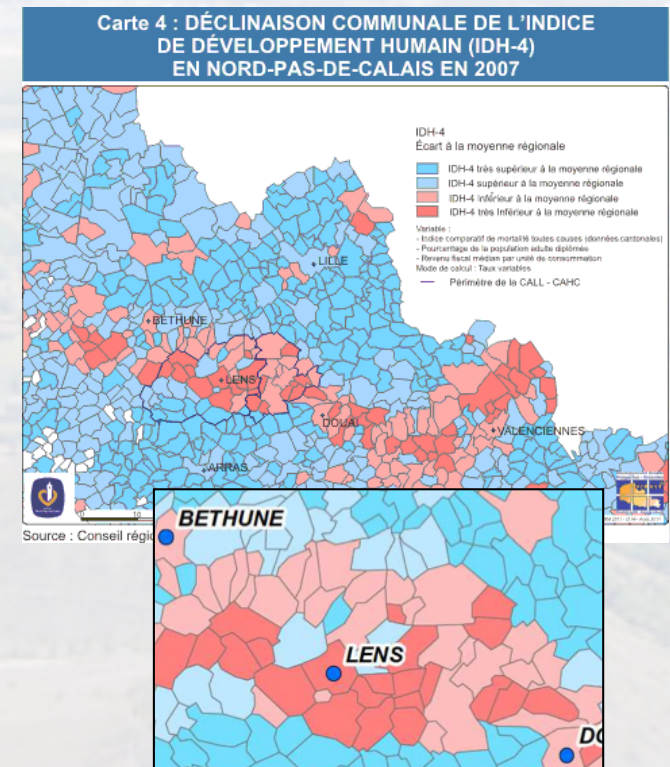 Carte 4 : DÉCLINAISON COMMUNALE DE L'INDICE
DE DÉVELOPPEMENT HUMAIN (IDH-4)
EN NORD-PAS-DE-CALAIS EN 2007
IDH-4
Écart à la moyenne régionale
IDH-4 très supérieur à la moyenne régionale
IDH-4 supérieur à la moyenne régionale
IDH-4 inférieur à la moyenne régionale
IDH-4 très Inférieur à la moyenne régionale
Variable :
- Indice comparatif de mortalité toutes causes (données cantonales)
- Pourcentage de la population adulte diplômée
- Revenu fiscal médian par unité de consommation
Mode de calcul : Taux variables
Périmètre de la CALL - CAHC
LILLE
BETHUNE
LENS
DOUAI
VALENCIENNES
ARRAS
10
Source : Conseil régio
BETHUNE
LENS
DO